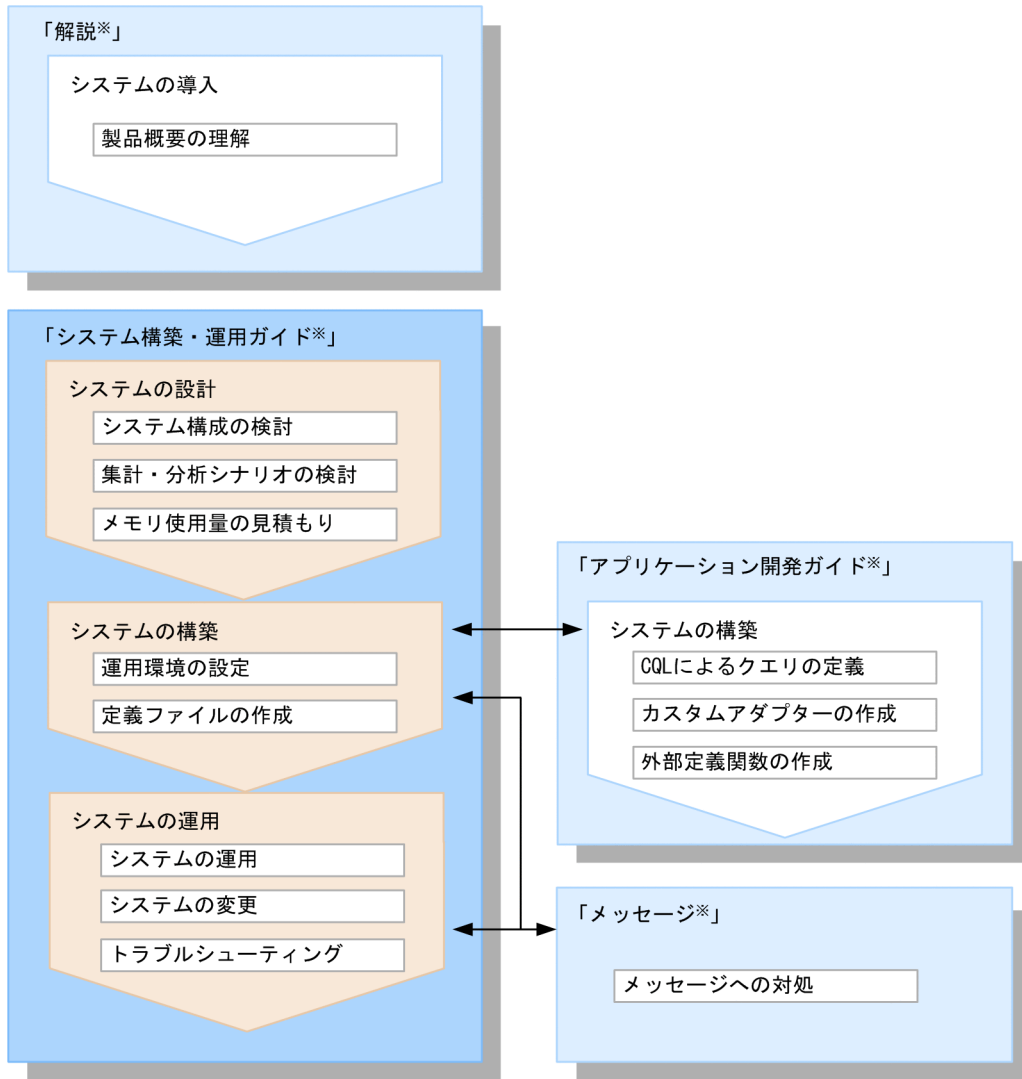 「解説※」
システムの導入
製品概要の理解
「システム構築・運用ガイド※」
システムの設計
システム構成の検討
集計・分析シナリオの検討
メモリ使用量の見積もり
システムの構築
運用環境の設定
定義ファイルの作成
システムの運用
システムの運用
システムの変更
トラブルシューティング
「アプリケーション開発ガイド※」
システムの構築
CQLによるクエリの定義
カスタムアダプターの作成
外部定義関数の作成
「メッセージ※」
メッセージへの対処